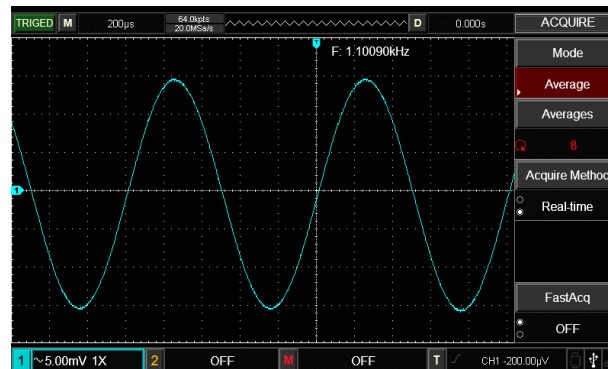 TRIGED M 200µs 64.0kpts D 0.000s ACQUIRE
20.0MSa/s
T
F: 1.10090kHz
Mode
Average
Averages
8
1
Acquire Method
Real-time
FastAcq
OFF
1 ~5.00mV 1X 2 OFF M OFF T CH1 -200.00µV